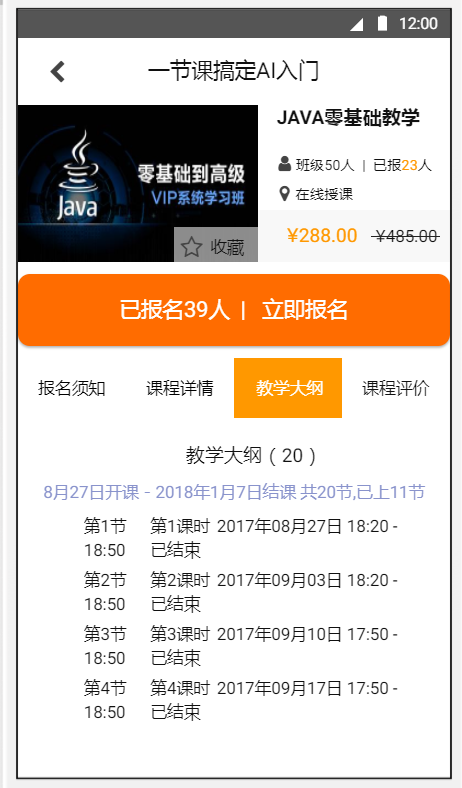 12:00
一节课搞定AI入门
JAVA零基础教学
零基础到高级
VIP系统学习班
Java
收藏
班级50人 | 已报23人
在线授课
¥288.00 ¥485.00
已报名39人 | 立即报名
报名须知 课程详情 教学大纲 课程评价
教学大纲（20）
8月27日开课 - 2018年1月7日结课 共20节,已上11节
第1节 第1课时 2017年08月27日 18:20 -
18:50 已结束
第2节 第2课时 2017年09月03日 18:20 -
18:50 已结束
第3节 第3课时 2017年09月10日 17:50 -
18:50 已结束
第4节 第4课时 2017年09月17日 17:50 -
18:50 已结束